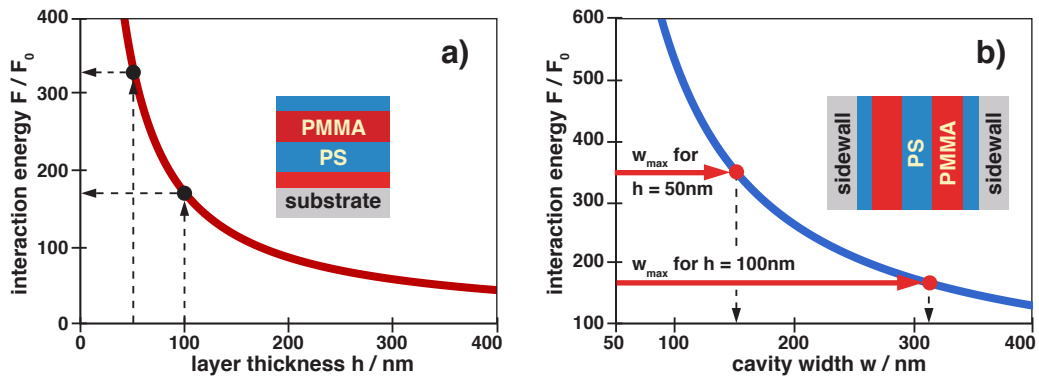 a)
interaction energy F / F0
400
300
200
100
0
PMMA
PS
substrate
0
100
200
300
400
layer thickness h / nm
b)
interaction energy F / F0
600
500
400
300
200
100
sidewall
PS
PMMA
sidewall
wmax for
h = 50nm
wmax for h = 100nm
50
100
200
300
400
cavity width w / nm